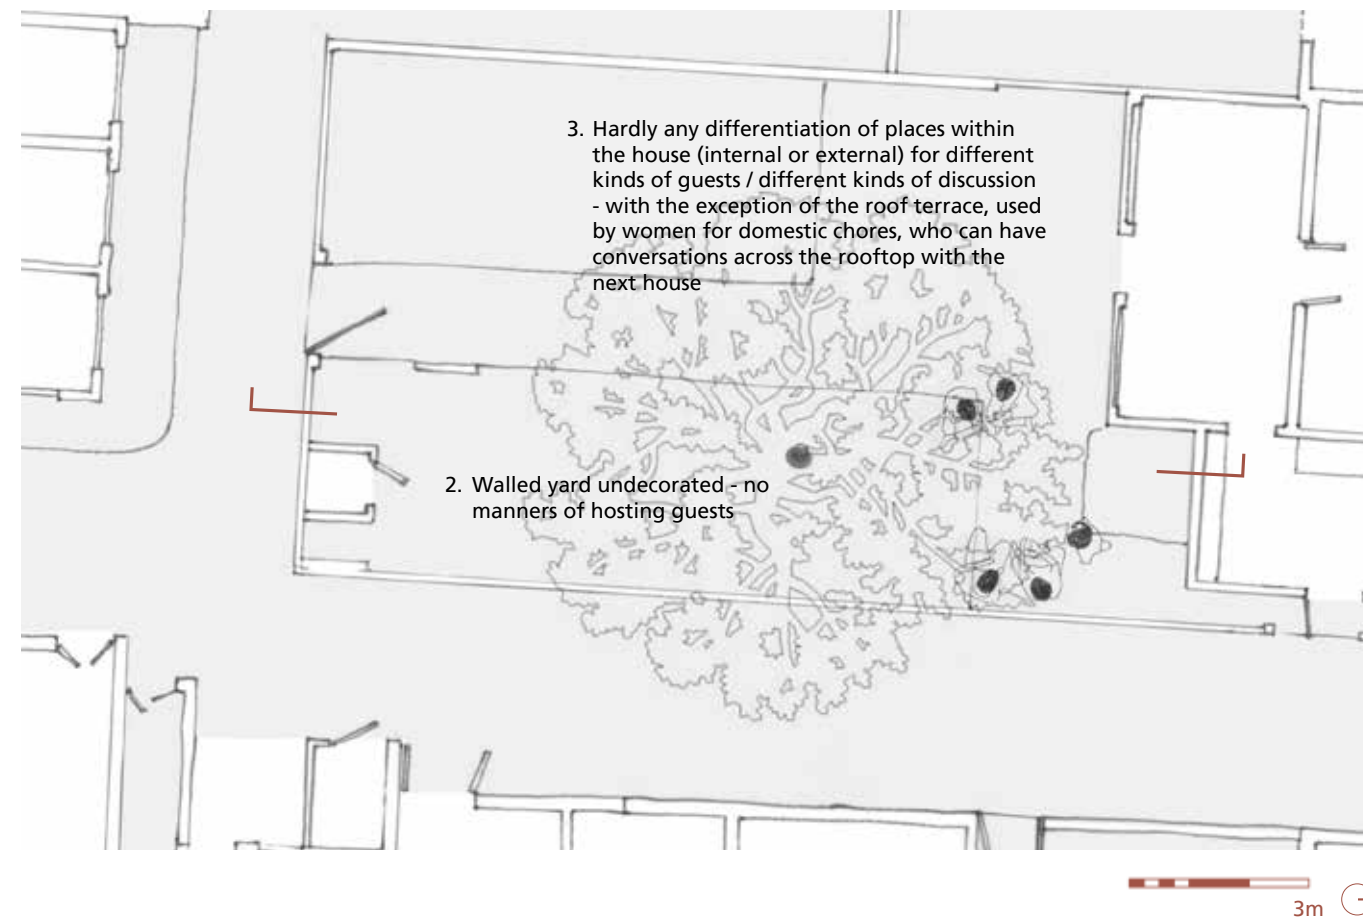 3. Hardly any differentiation of places within
the house (internal or external) for different
kinds of guests / different kinds of discussion
- with the exception of the roof terrace, used
by women for domestic chores, who can have
conversations across the rooftop with the
next house
2. Walled yard undecorated - no
manners of hosting guests
3m